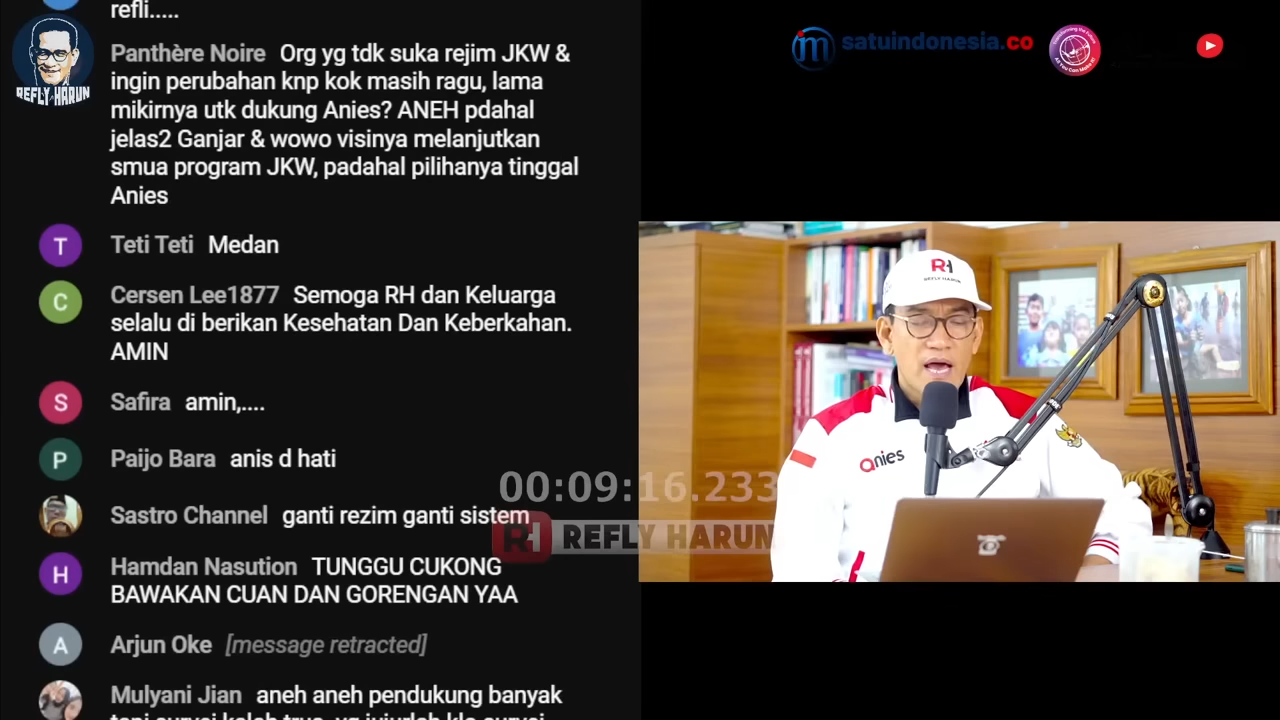 refli.....
Panthère Noire Org yg tdk suka rejim JKW &
ingin perubahan knp kok masih ragu, lama
mikirnya utk dukung Anies? ANEH pdahal
jelas2 Ganjar & wowo visinya melanjutkan
smua program JKW, padahal pilihanya tinggal
Anies
REFLY HARUN
T
Teti Teti Medan
C
Cersen Lee1877 Semoga RH dan Keluarga
selalu di berikan Kesehatan Dan Keberkahan.
AMIN
S
Safira amin,....
P
Paijo Bara anis d hati
Sastro Channel ganti rezim ganti sistem
H
Hamdan Nasution TUNGGU CUKONG
BAWAKAN CUAN DAN GORENGAN YAA
A
Arjun Oke [message retracted]
Mulyani Jian aneh aneh pendukung banyak
00:09:16.233
RH REFLY HARUN
satuindonesia.co
RH
REFLY HARUN
anies